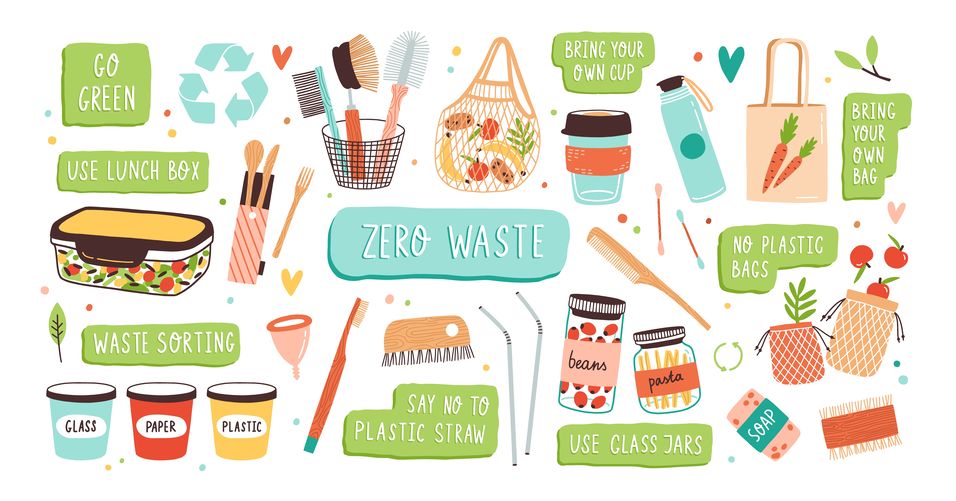 GO
GREEN
BRING YOUR
OWN CUP
BRING
YOUR
OWN
BAG
USE LUNCH BOX
ZERO WASTE
NO PLASTIC
BAGS
WASTE SORTING
GLASS
PAPER
PLASTIC
SAY NO TO
PLASTIC STRAW
beans
pasta
USE GLASS JARS
SOAP